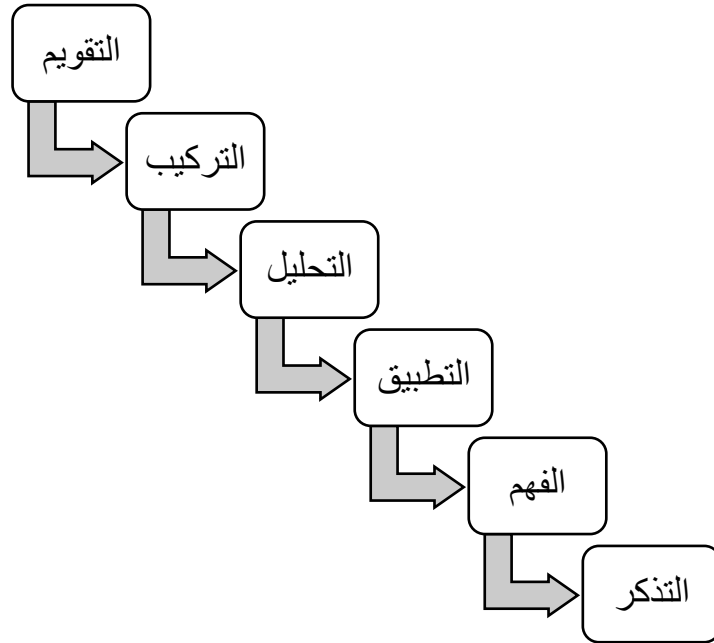 التقويم
التركيب
التحليل
التطبيق
الفهم
التذكر